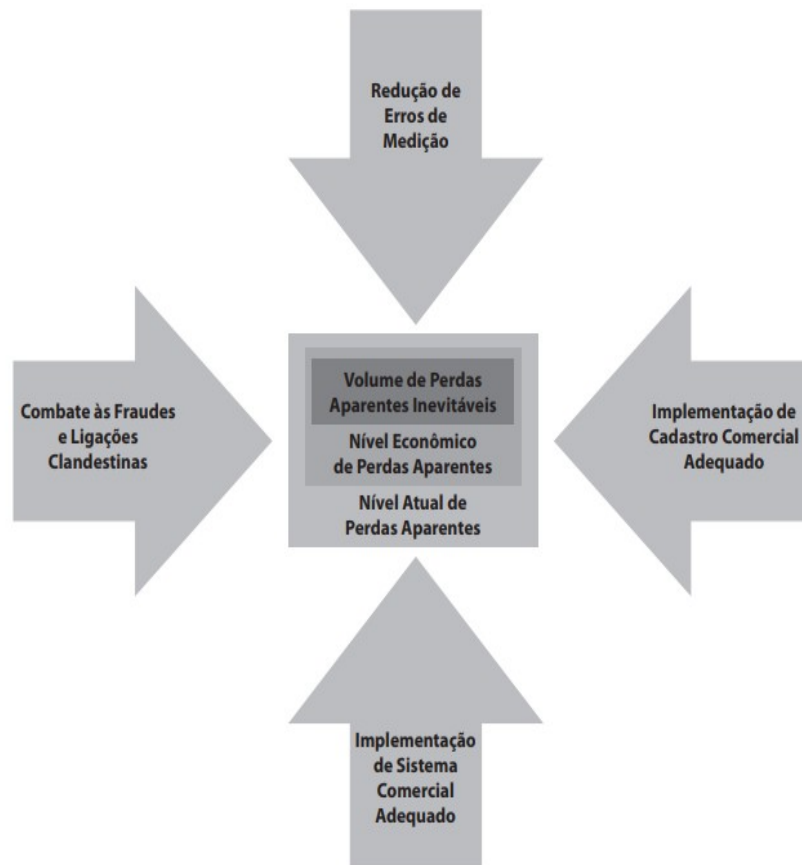 Redução de
Erros de
Medição
Combate às Fraudes
e Ligações
Clandestinas
Volume de Perdas
Aparentes Inevitáveis
Nível Econômico
de Perdas Aparentes
Nível Atual de
Perdas Aparentes
Implementação de
Cadastro Comercial
Adequado
Implementação
de Sistema
Comercial
Adequado